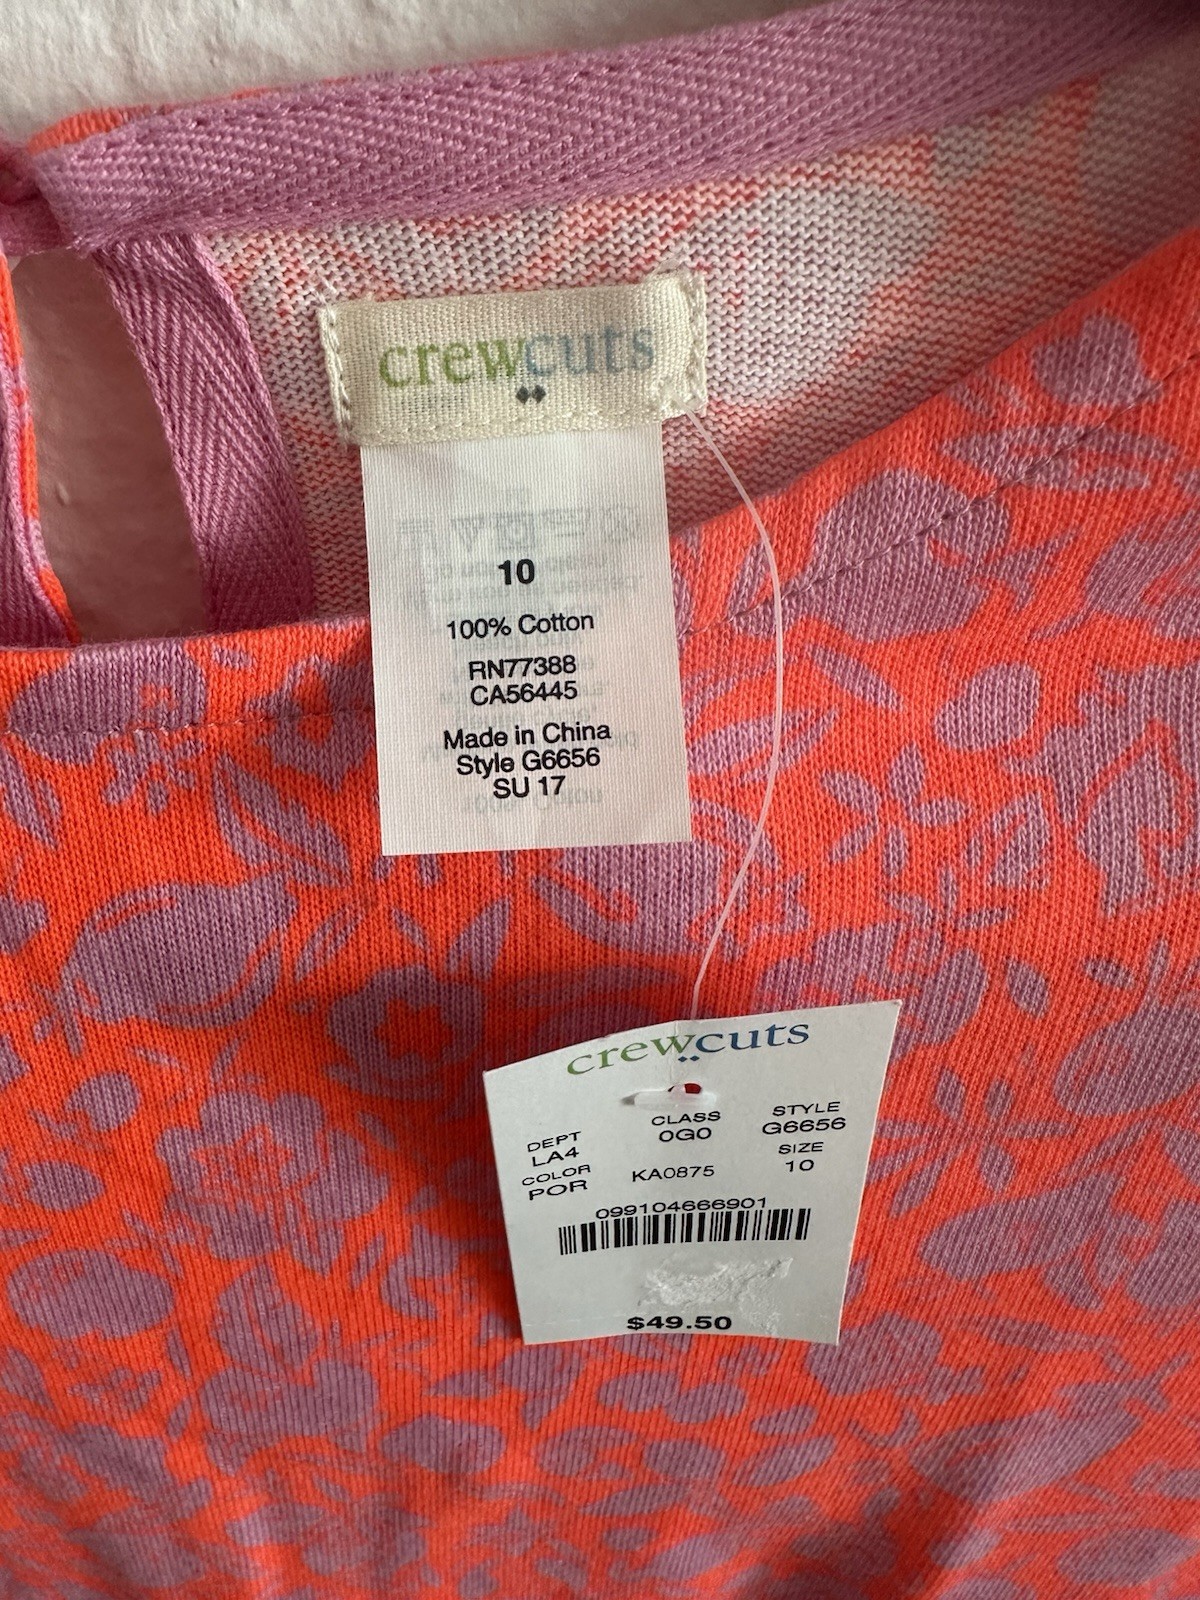 crewcuts
10
100% Cotton
RN77388
CA56445
Made in China
Style G6656
SU 17
crewcuts
DEPT CLASS STYLE
LA4 0G0 G6656
COLOR SIZE
POR KA0875 10
099104666901
$49.50